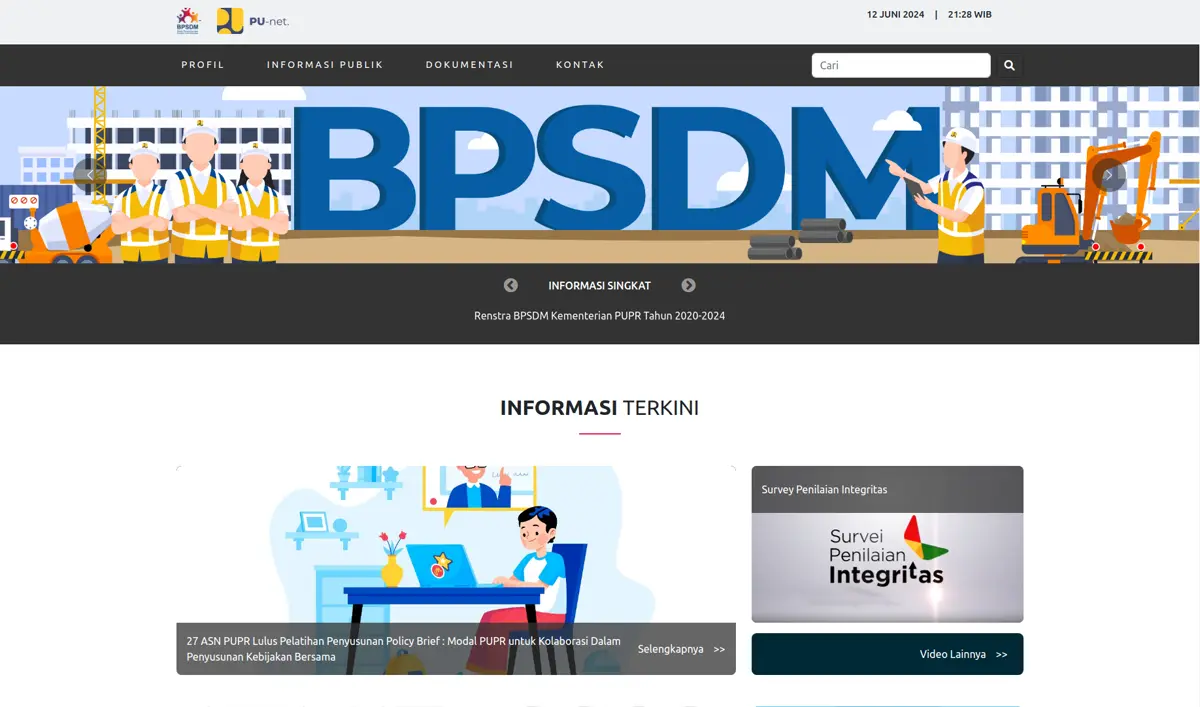 BPSDM
PU-net.
12 JUNI 2024 | 21:28 WIB
PROFIL
INFORMASI PUBLIK
DOKUMENTASI
KONTAK
Cari
BPSDM
INFORMASI SINGKAT
Renstra BPSDM Kementerian PUPR Tahun 2020-2024
INFORMASI TERKINI
27 ASN PUPR Lulus Pelatihan Penyusunan Policy Brief : Modal PUPR untuk Kolaborasi Dalam
Penyusunan Kebijakan Bersama
Selengkapnya >>
Survey Penilaian Integritas
Survei
Penilaian
Integritas
Video Lainnya >>